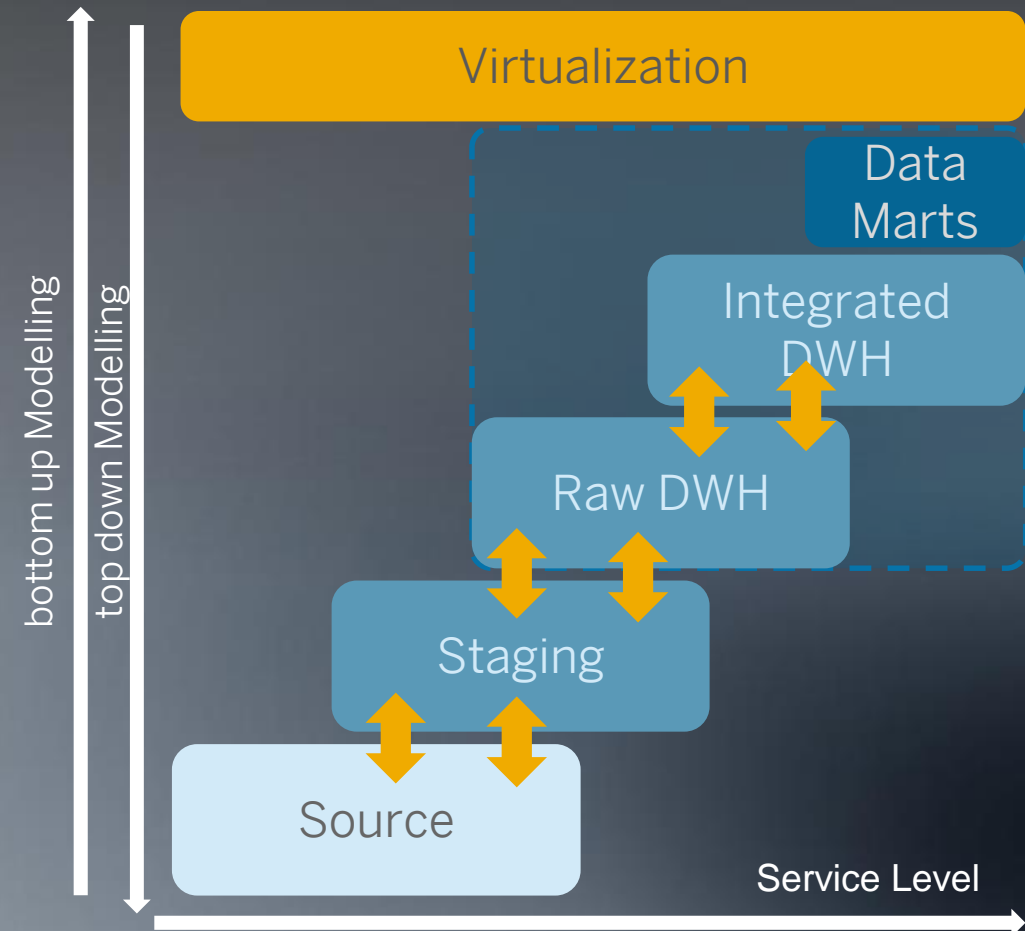 Virtualization
Data
Marts
Integrated
DWH
Raw DWH
Staging
Source
Service Level
bottom up Modelling
top down Modelling